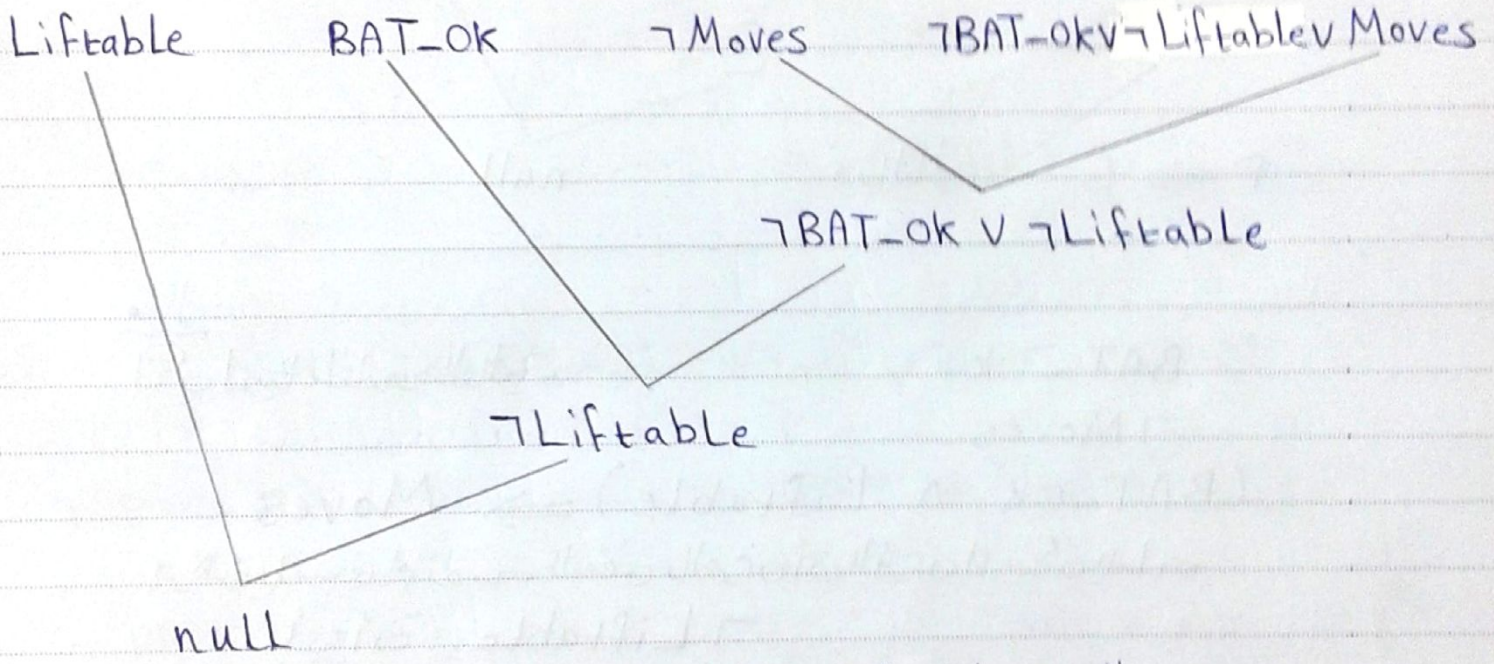 Liftable BAT_OK ¬Moves ¬BAT_OK∨¬Liftable∨Moves
¬BAT_OK ∨ ¬Liftable
¬Liftable
null